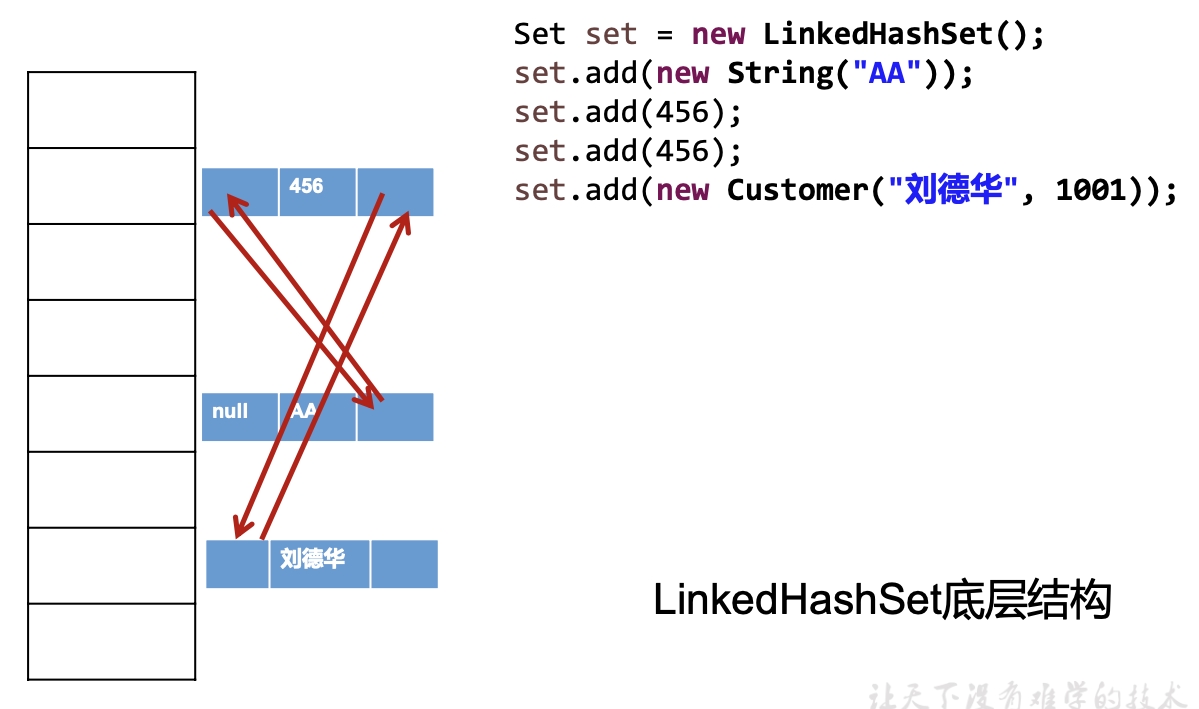 Set set = new LinkedHashSet();
set.add(new String("AA"));
set.add(456);
set.add(456);
set.add(new Customer("刘德华", 1001));
456
null AA
刘德华
LinkedHashSet底层结构
让天下没有难学的技术